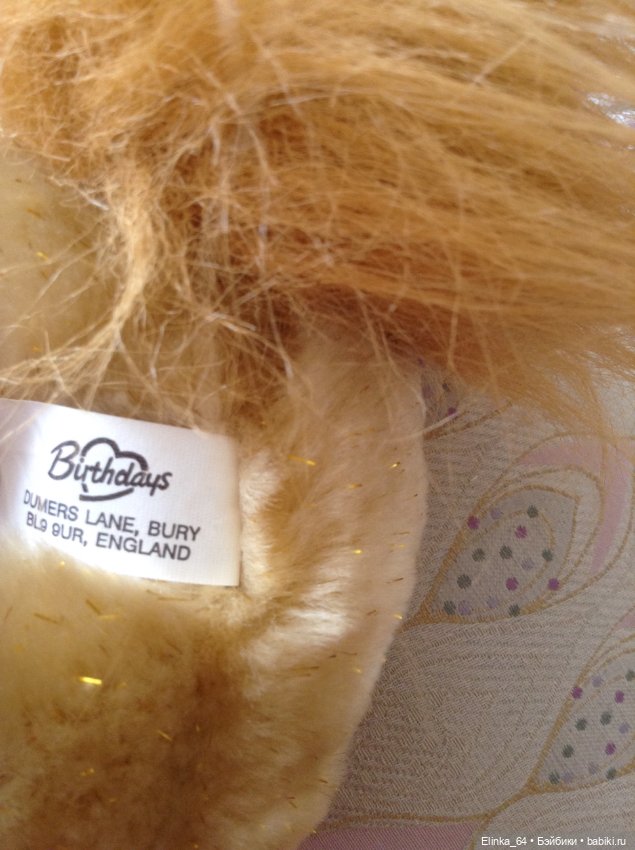 Birthdays
DUMERS LANE, BURY
BL9 9UR, ENGLAND
Elinka_64 • Бэйбики • babiki.ru